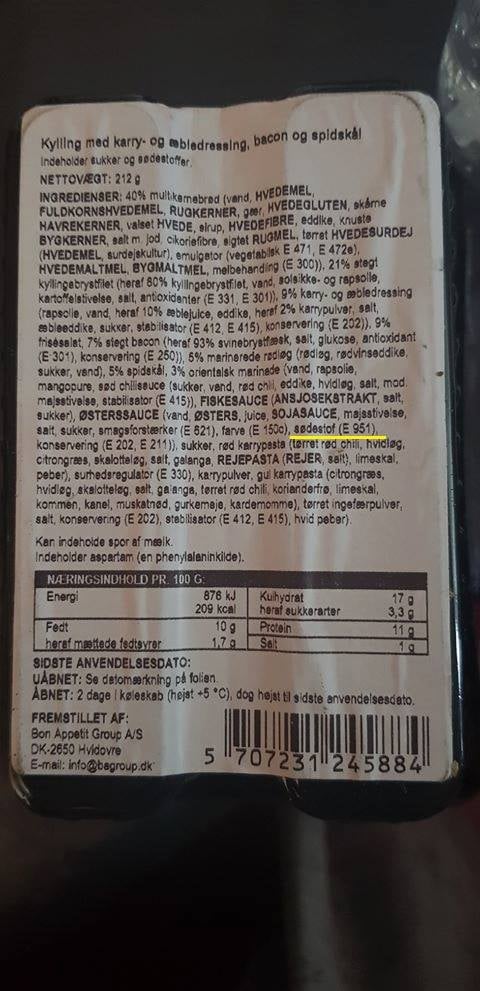 Kylling med karry- og æbledressing, bacon og spidskål
Indeholder sukker og sødestoffer.
NETTOVÆGT: 212 g
INGREDIENSER: 40% multikernebrød (vand, HVEDEMEL,
FULDKORNSHVEDEMEL, RUGKERNER, gær, HVEDEGLUTEN, skårne
HAVREKERNER, valset HVEDE, sirup, HVEDEFIBRE, eddike, knuste
BYGKERNER, salt m. jod, cikoriefibre, sigtet RUGMEL, tørret HVEDESURDEJ
(HVEDEMEL, surdejskultur), emulgator (vegetabilsk E 471, E 472e),
HVEDEMALTMEL, BYGMALTMEL, melbehandling (E 300)), 21% stegt
kyllingebrystfilet (heraf 80% kyllingebrystfilet, vand, solsikke- og rapsolie,
kartoffelstivelse, salt, antioxidanter (E 331, E 301)), 9% karry- og æbledressing
(rapsolie, vand, heraf 10% æblejuice, eddike, heraf 2% karrypulver, salt,
æbleeddike, sukker, stabilisator (E 412, E 415), konservering (E 202)), 9%
frisésalat, 7% stegt bacon (heraf 93% svinebrystflæsk, salt, glukose, antioxidant
(E 301), konservering (E 250)), 5% marinerede rødløg (rødløg, rødvinseddike,
sukker, vand), 5% spidskål, 3% orientalsk marinade (vand, rapsolie,
mangopure, sød chilisauce (sukker, vand, rød chili, eddike, hvidløg, salt, mod.
majsstivelse, stabilisator (E 415)), FISKESAUCE (ANSJOSEKSTRAKT, salt,
sukker), ØSTERSSAUCE (vand, ØSTERS, juice, SOJASAUCE, majsstivelse,
salt, sukker, smagsforstærker (E 621), farve (E 150c), sødestof (E 951),
konservering (E 202, E 211)), sukker, rød karrypasta (tørret rød chili, hvidløg,
citrongræs, skalotteløg, salt, galanga, REJEPASTA (REJER, salt), limeskal,
peber), surhedsregulator (E 330), karrypulver, gul karrypasta (citrongræs,
hvidløg, skalotteløg, salt, galanga, tørret rød chili, korianderfrø, limeskal,
kommen, kanel, muskatnød, gurkemeje, kardemomme), tørret ingefærpulver,
salt, konservering (E 202), stabilisator (E 412, E 415), hvid peber).
Kan indeholde spor af mælk.
Indeholder aspartam (en phenylalaninkilde).
NÆRINGSINDHOLD PR. 100 G:
Energi 876 kJ Kulhydrat 17 g
209 kcal heraf sukkerarter 3,3 g
Fedt 10 g Protein 11 g
heraf mættede fedtsyrer 1,7 g Salt 1 g
SIDSTE ANVENDELSESDATO:
UÅBNET: Se datomærkning på folien.
ÅBNET: 2 dage i køleskab (højst +5 °C), dog højst til sidste anvendelsesdato.
FREMSTILLET AF:
Bon Appetit Group A/S
DK-2650 Hvidovre
E-mail: info@bagroup.dk
5 707231 245884